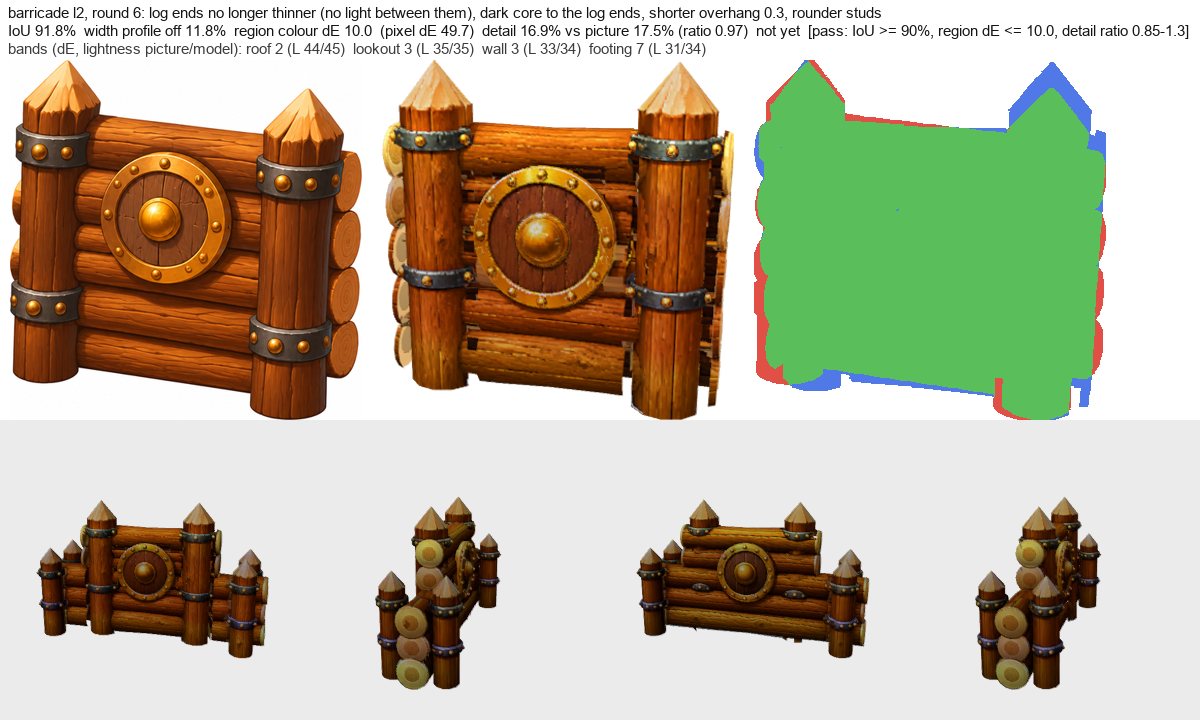 barricade l2, round 6: log ends no longer thinner (no light between them), dark core to the log ends, shorter overhang 0.3, rounder studs
IoU 91.8%  width profile off 11.8%  region colour dE 10.0  (pixel dE 49.7)  detail 16.9% vs picture 17.5% (ratio 0.97)  not yet  [pass: IoU >= 90%, region dE <= 10.0, detail ratio 0.85-1.3]
bands (dE, lightness picture/model): roof 2 (L 44/45)  lookout 3 (L 35/35)  wall 3 (L 33/34)  footing 7 (L 31/34)